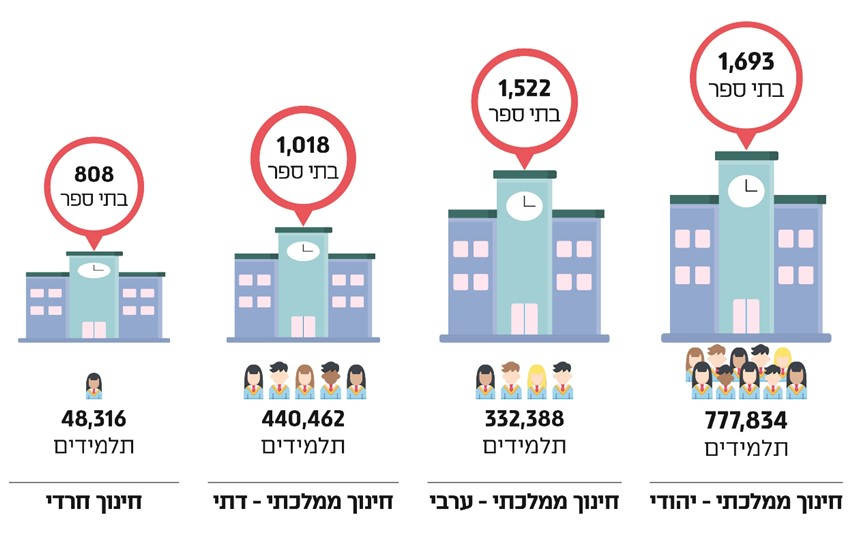 1,693
בתי ספר
777,834
תלמידים
חינוך ממלכתי - יהודי
1,522
בתי ספר
332,388
תלמידים
חינוך ממלכתי - ערבי
1,018
בתי ספר
440,462
תלמידים
חינוך ממלכתי - דתי
808
בתי ספר
48,316
תלמידים
חינוך חרדי